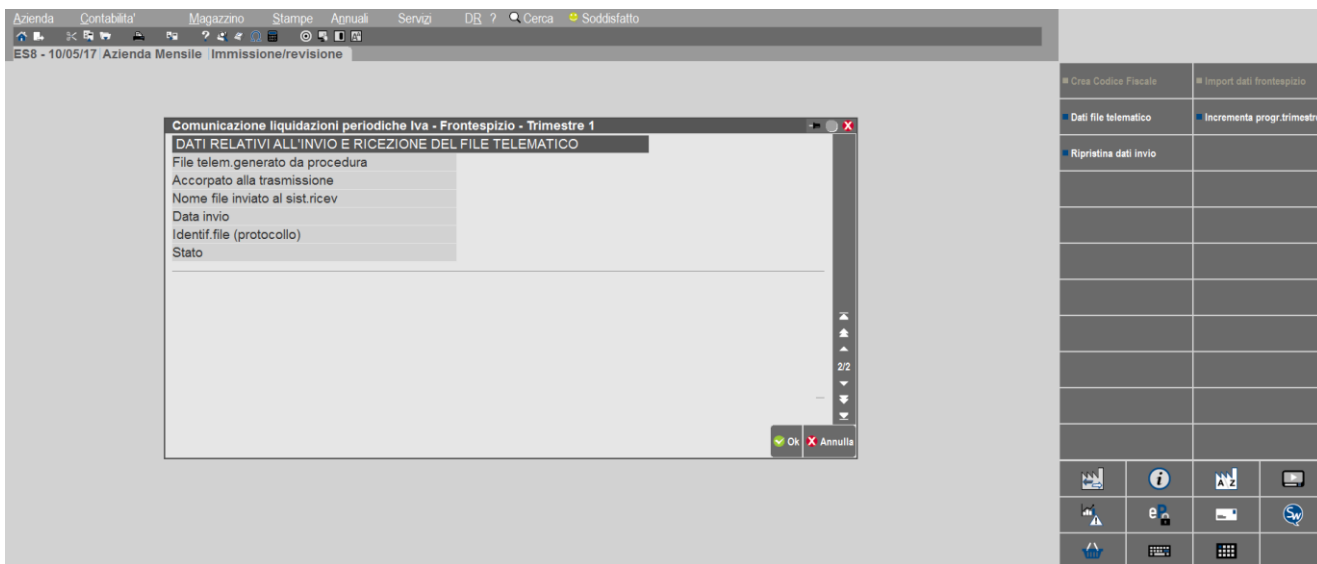 Azienda Contabilita' Magazzino Stampe Annuali Servizi DR ? Cerca Soddisfatto
ES8 - 10/05/17 Azienda Mensile Immissione/revisione
Crea Codice Fiscale Import dati frontespizio
Dati file telematico Incrementa progr.trimestre
Ripristina dati invio
Comunicazione liquidazioni periodiche Iva - Frontespizio - Trimestre 1
DATI RELATIVI ALL'INVIO E RICEZIONE DEL FILE TELEMATICO
File telem.generato da procedura
Accorpato alla trasmissione
Nome file inviato al sist.ricev
Data invio
Identif.file (protocollo)
Stato
2/2
Ok Annulla